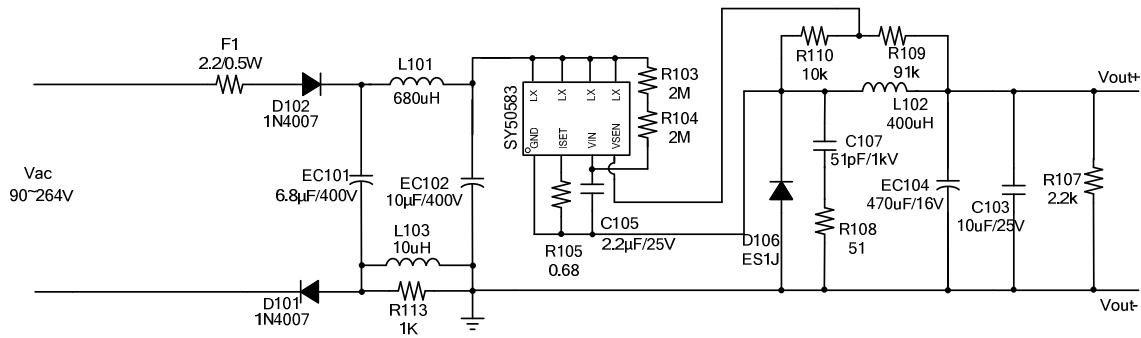 F1
2.2/0.5W
D102
1N4007
L101
680uH
Vac
90~264V
EC101
6.8µF/400V
EC102
10µF/400V
L103
10uH
D101
1N4007
R113
1K
SY50583
LX
LX
LX
LX
GND
ISET
VIN
VSEN
R103
2M
R104
2M
R105
0.68
C105
2.2µF/25V
R110
10k
R109
91k
L102
400uH
C107
51pF/1kV
R108
51
D106
ES1J
EC104
470uF/16V
C103
10uF/25V
R107
2.2k
Vout+
Vout-